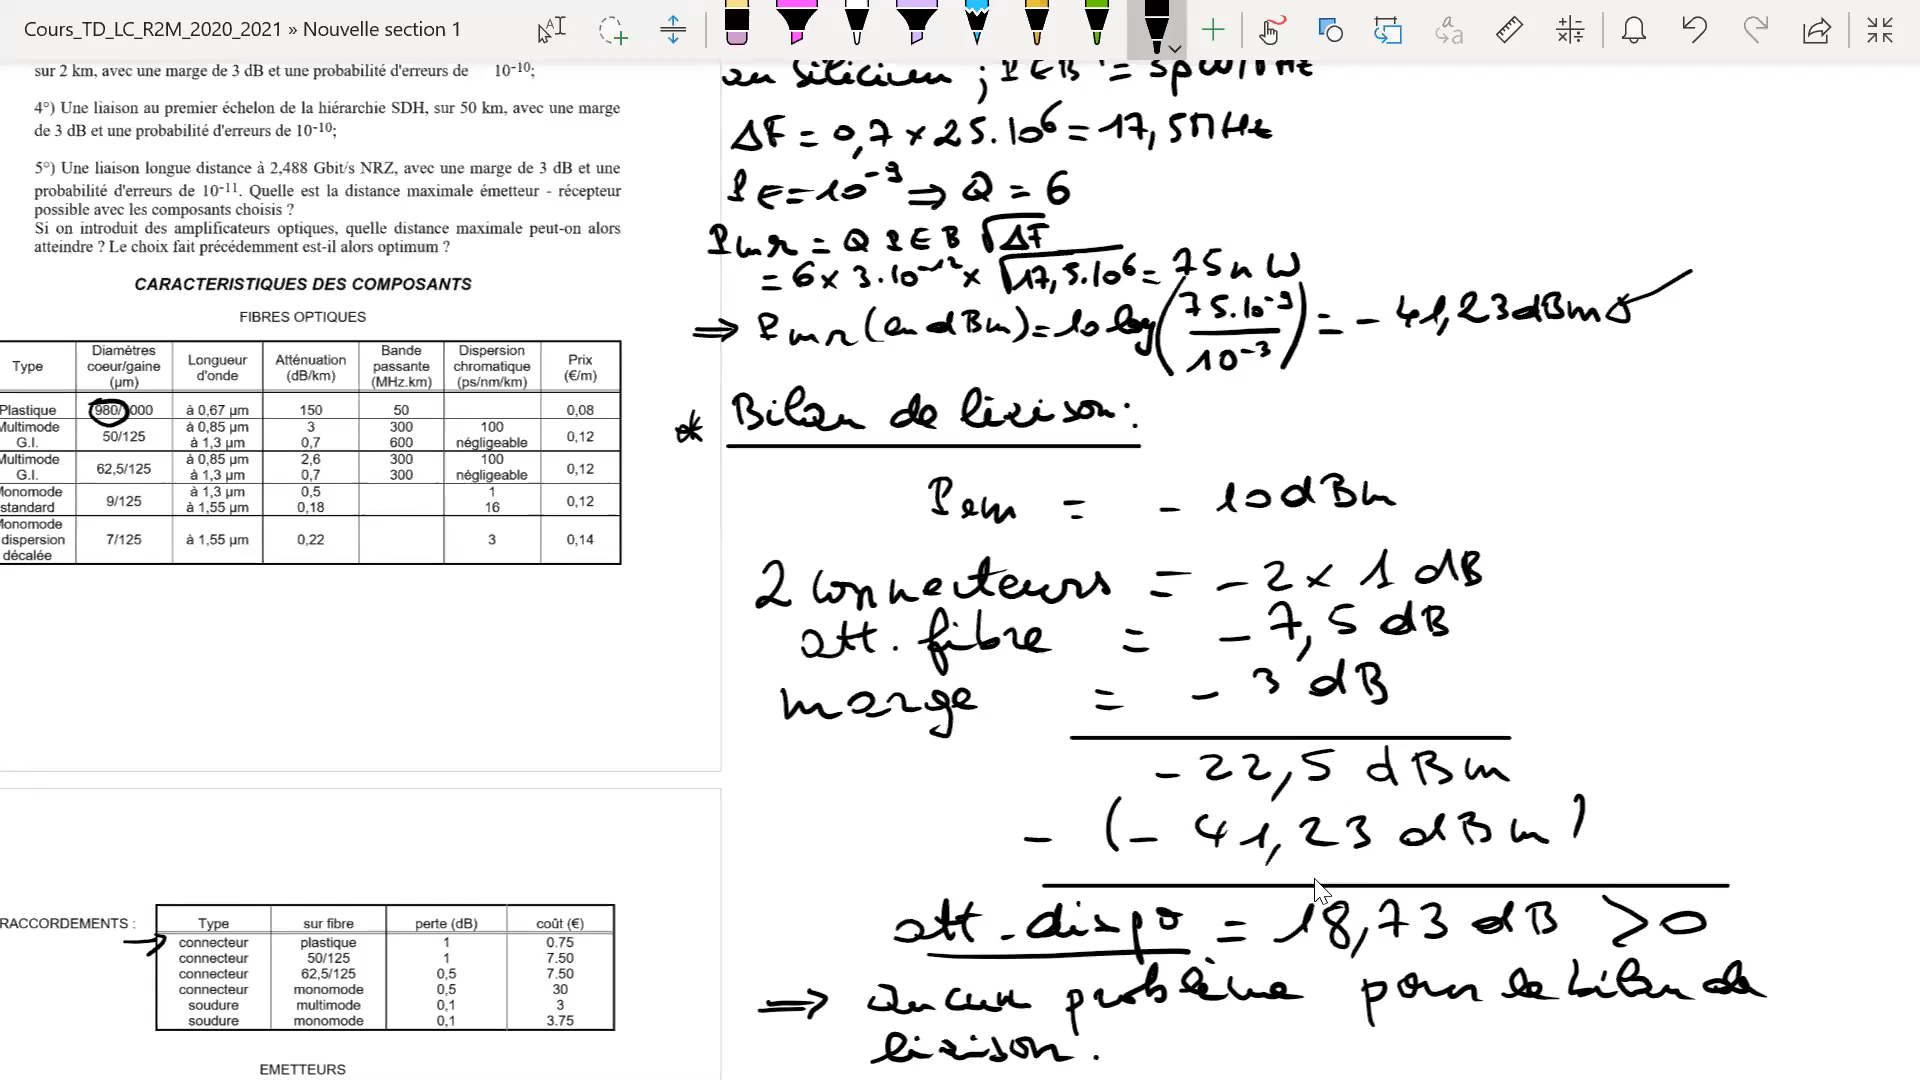 Cours_TD_LC_R2M_2020_2021 » Nouvelle section 1
sur 2 km, avec une marge de 3 dB et une probabilité d'erreurs de 10-10;
4°) Une liaison au premier échelon de la hiérarchie SDH, sur 50 km, avec une marge
de 3 dB et une probabilité d'erreurs de 10-10;
5°) Une liaison longue distance à 2,488 Gbit/s NRZ, avec une marge de 3 dB et une
probabilité d'erreurs de 10-11. Quelle est la distance maximale émetteur - récepteur
possible avec les composants choisis ?
Si on introduit des amplificateurs optiques, quelle distance maximale peut-on alors
atteindre ? Le choix fait précédemment est-il alors optimum ?
CARACTERISTIQUES DES COMPOSANTS
FIBRES OPTIQUES
Type Diamètres coeur/gaine (µm) Longueur d'onde Atténuation (dB/km) Bande passante (MHz.km) Dispersion chromatique (ps/nm/km) Prix (€/m)
Plastique 980/1000 à 0,67 µm 150 50 0,08
Multimode G.I. 50/125 à 0,85 µm 3 300 100 0,12
à 1,3 µm 0,7 600 négligeable
Multimode G.I. 62,5/125 à 0,85 µm 2,6 300 100 0,12
à 1,3 µm 0,7 300 négligeable
Monomode standard 9/125 à 1,3 µm 0,5 1 0,12
à 1,55 µm 0,18 16
Monomode dispersion décalée 7/125 à 1,55 µm 0,22 3 0,14
RACCORDEMENTS :
Type sur fibre perte (dB) coût (€)
connecteur plastique 1 0.75
connecteur 50/125 1 7.50
connecteur 62,5/125 0,5 7.50
connecteur monomode 0,5 30
soudure multimode 0,1 3
soudure monomode 0,1 3.75
EMETTEURS
au silicium ; PEB = 3pW/√Hz
ΔF = 0,7 × 25.10^6 = 17,5MHz
PE = 10^-9 ⇒ Q = 6
Pmr = Q PEB √ΔF
= 6 × 3.10^-12 × √17,5.10^6 = 75nW
⇒ Pmr (en dBm) = 10 log(75.10^-9/10^-3) = - 41,23dBm
* Bilan de liaison :
Pem = - 10dBm
2 connecteurs = - 2 × 1 dB
att. fibre = - 7,5 dB
marge = - 3 dB
- 22,5 dBm
- (- 41,23 dBm)
att. dispo = 18,73 dB > 0
⇒ aucun problème pour le bilan de
liaison.